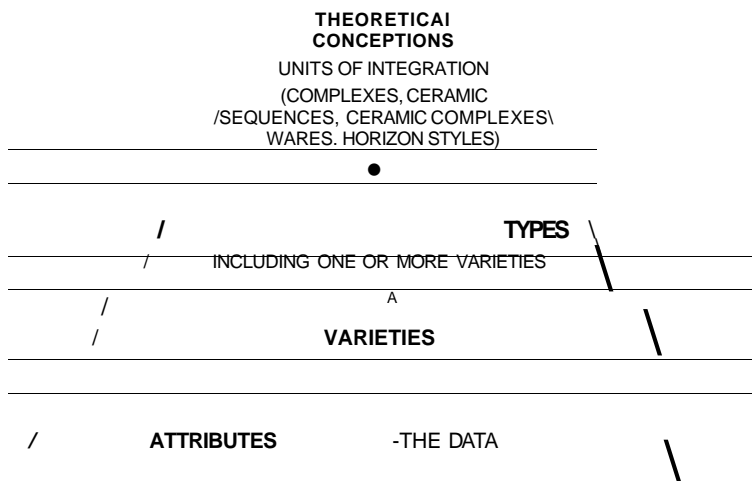 THEORETICAI
CONCEPTIONS
UNITS OF INTEGRATION
(COMPLEXES, CERAMIC
/SEQUENCES, CERAMIC COMPLEXES\
WARES. HORIZON STYLES)
●
/ TYPES \
/ INCLUDING ONE OR MORE VARIETIES \
/ A
/ VARIETIES \
/ ATTRIBUTES -THE DATA \